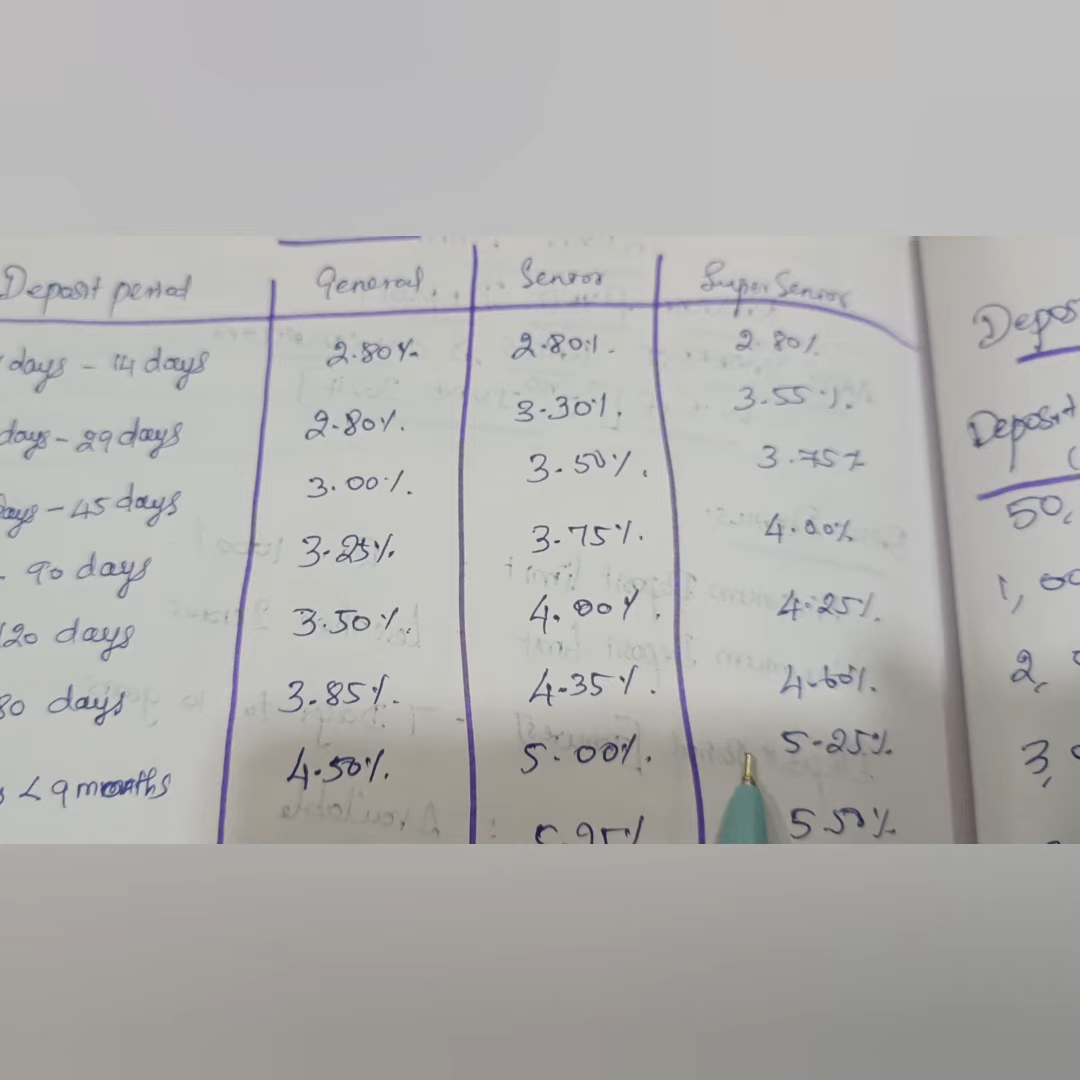 Deposit period General Senior Super Senior
days - 14 days 2.80% 2.80%. 2.80%
days - 29 days 2.80%. 3.30%. 3.55%.
days - 45 days 3.00%. 3.50%. 3.75%
- 90 days 3.25%. 3.75%. 4.00%
120 days 3.50%. 4.00%. 4.25%.
80 days 3.85%. 4.35%. 4.60%.
< 9 months 4.50%. 5.00%. 5.25%.
5.50%
Depos
Deposit
50,
1, 00
2,
3,